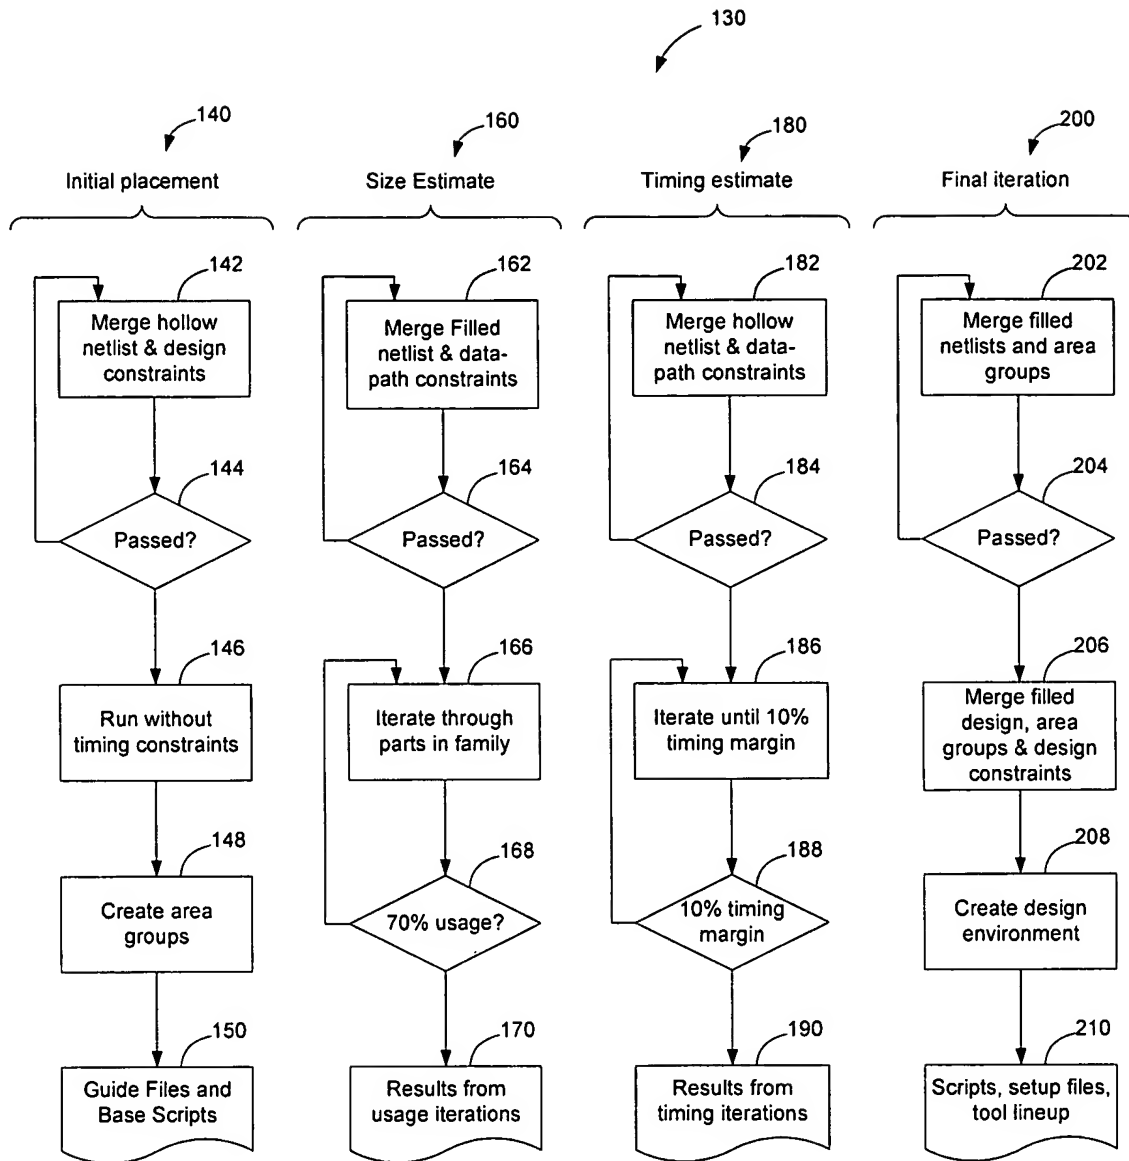 130
140
Initial placement
142
Merge hollow
netlist & design
constraints
144
Passed?
146
Run without
timing constraints
148
Create area
groups
150
Guide Files and
Base Scripts
160
Size Estimate
162
Merge Filled
netlist & data-
path constraints
164
Passed?
166
Iterate through
parts in family
168
70% usage?
170
Results from
usage iterations
180
Timing estimate
182
Merge hollow
netlist & data-
path constraints
184
Passed?
186
Iterate until 10%
timing margin
188
10% timing
margin
190
Results from
timing iterations
200
Final iteration
202
Merge filled
netlists and area
groups
204
Passed?
206
Merge filled
design, area
groups & design
constraints
208
Create design
environment
210
Scripts, setup files,
tool lineup